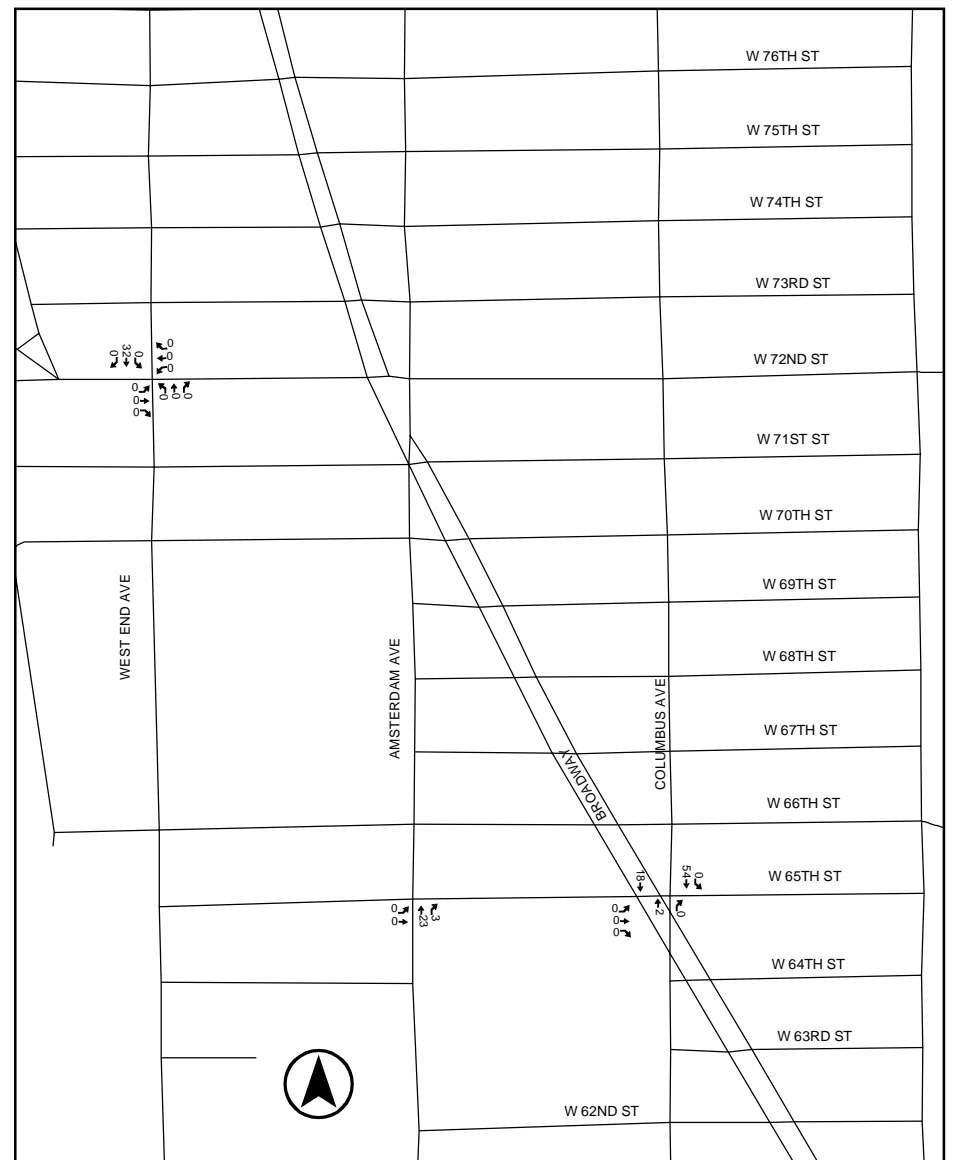 W 76TH ST
W 75TH ST
W 74TH ST
W 73RD ST
W 72ND ST
0
32
0
0
0
0
0
0
0
0
0
0
W 71ST ST
W 70TH ST
W 69TH ST
WEST END AVE
AMSTERDAM AVE
W 68TH ST
COLUMBUS AVE
W 67TH ST
BROADWAY
W 66TH ST
W 65TH ST
18
54
0
0
0
23
3
0
0
0
2
0
W 64TH ST
W 63RD ST
W 62ND ST